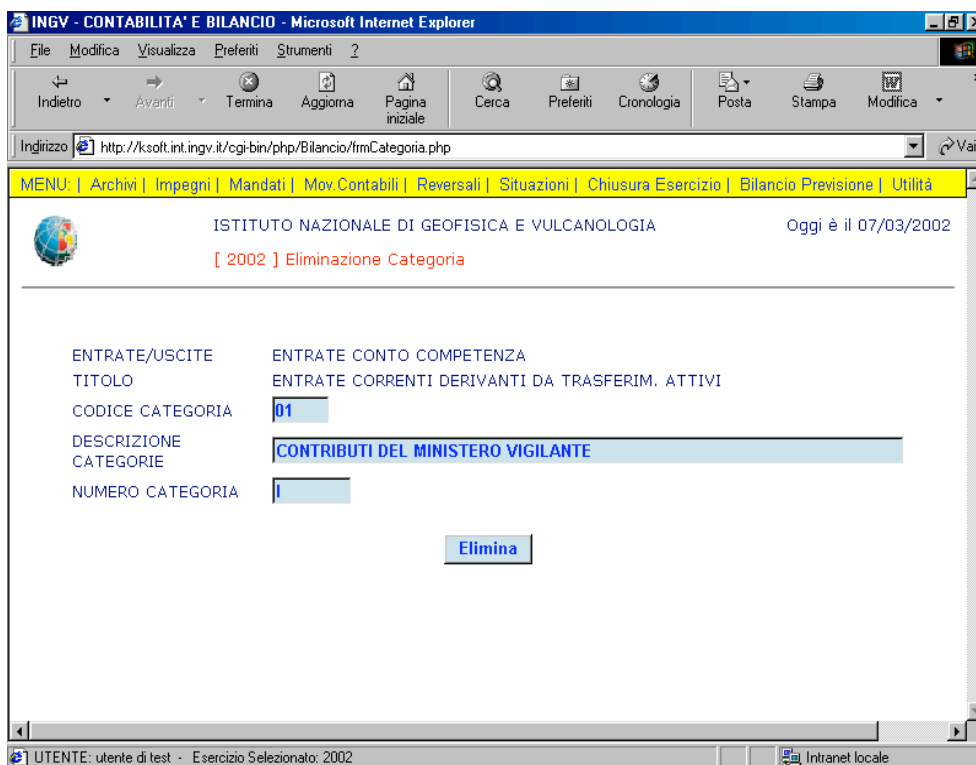 INGV - CONTABILITA' E BILANCIO - Microsoft Internet Explorer
File Modifica Visualizza Preferiti Strumenti ?
Indietro Avanti Termina Aggiorna Pagina iniziale Cerca Preferiti Cronologia Posta Stampa Modifica
Indirizzo http://ksoft.int.ingv.it/cgi-bin/php/Bilancio/frmCategoria.php Vai
MENU: | Archivi | Impegni | Mandati | Mov.Contabili | Reversali | Situazioni | Chiusura Esercizio | Bilancio Previsione | Utilità
ISTITUTO NAZIONALE DI GEOFISICA E VULCANOLOGIA Oggi è il 07/03/2002
[ 2002 ] Eliminazione Categoria
ENTRATE/USCITE ENTRATE CONTO COMPETENZA
TITOLO ENTRATE CORRENTI DERIVANTI DA TRASFERIM. ATTIVI
CODICE CATEGORIA 01
DESCRIZIONE CATEGORIE CONTRIBUTI DEL MINISTERO VIGILANTE
NUMERO CATEGORIA I
Elimina
UTENTE: utente di test - Esercizio Selezionato: 2002 Intranet locale